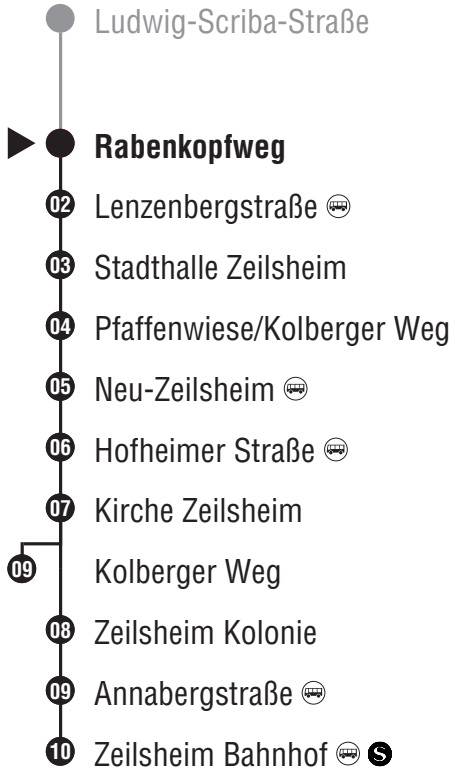 Ludwig-Scriba-Straße
Rabenkopfweg
02 Lenzenbergstraße
03 Stadthalle Zeilsheim
04 Pfaffenwiese/Kolberger Weg
05 Neu-Zeilsheim
06 Hofheimer Straße
07 Kirche Zeilsheim
09 Kolberger Weg
08 Zeilsheim Kolonie
09 Annabergstraße
10 Zeilsheim Bahnhof S